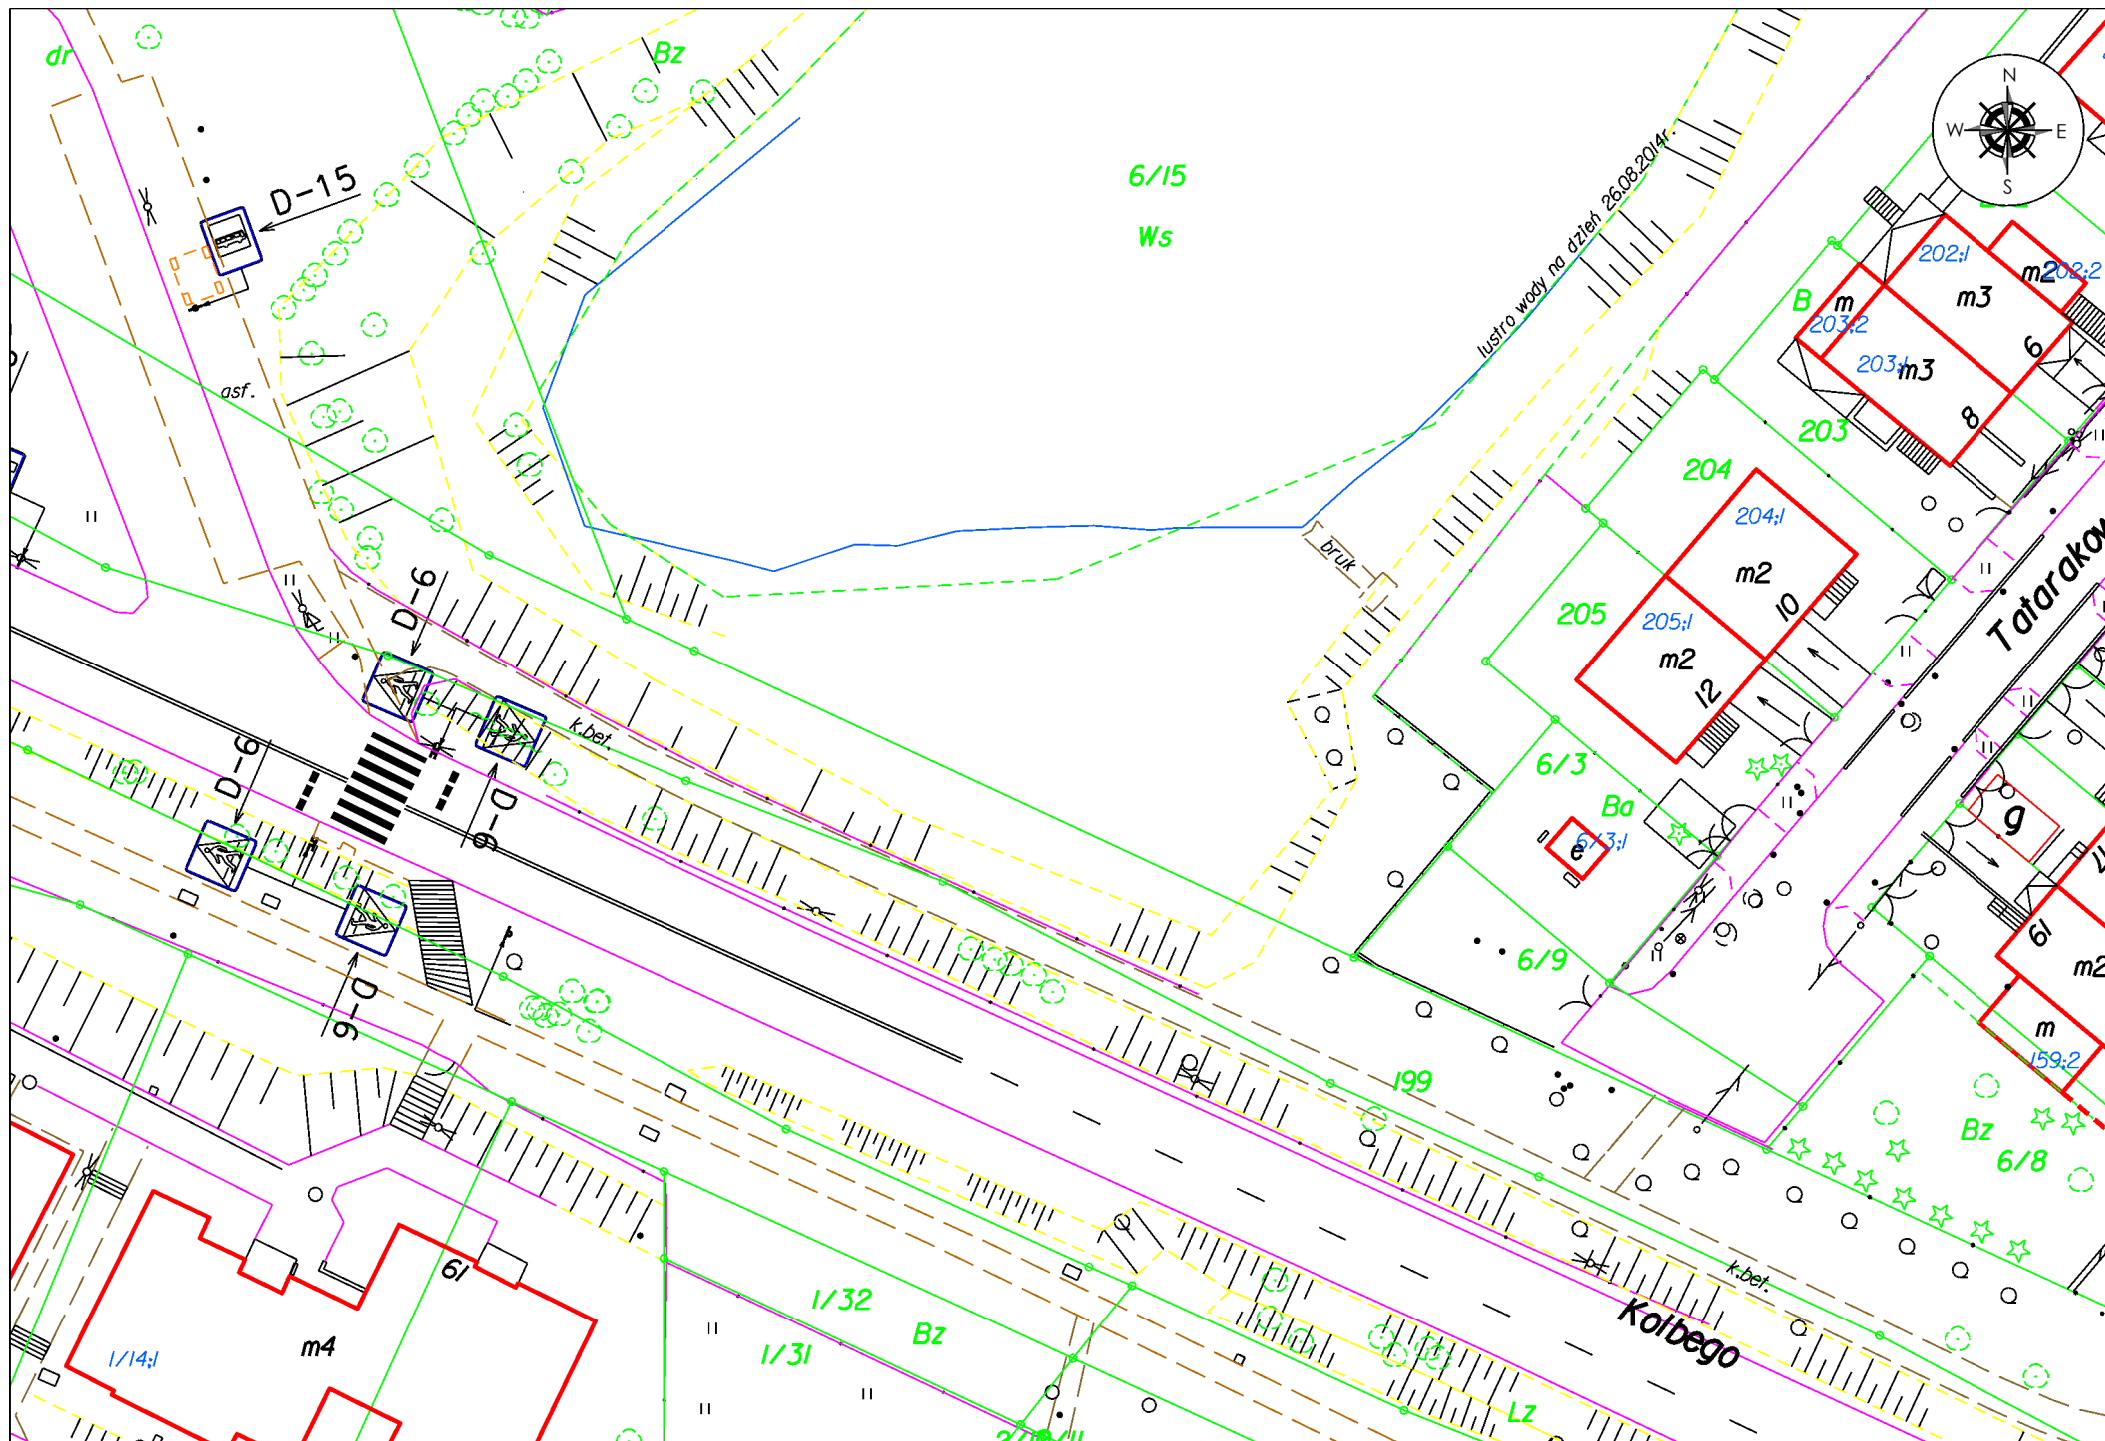 dr
Bz
N
W
E
S
6/15
Ws
D-15
lustro wody na dzień 26.08.2014r.
202;1
m2
202;2
m3
B
m
203;2
203;1
m3
6
8
asf.
203
204
204;1
m2
10
bruk
205
205;1
m2
12
Tatarakow
D-6
k.bet.
D-6
D-6
6/3
Ba
6/3;1
e
g
6/9
19
m2
m
159;2
D-6
199
Bz
6/8
61
m4
1/14;1
1/32
Bz
1/31
k.bet.
Kolbego
Lz